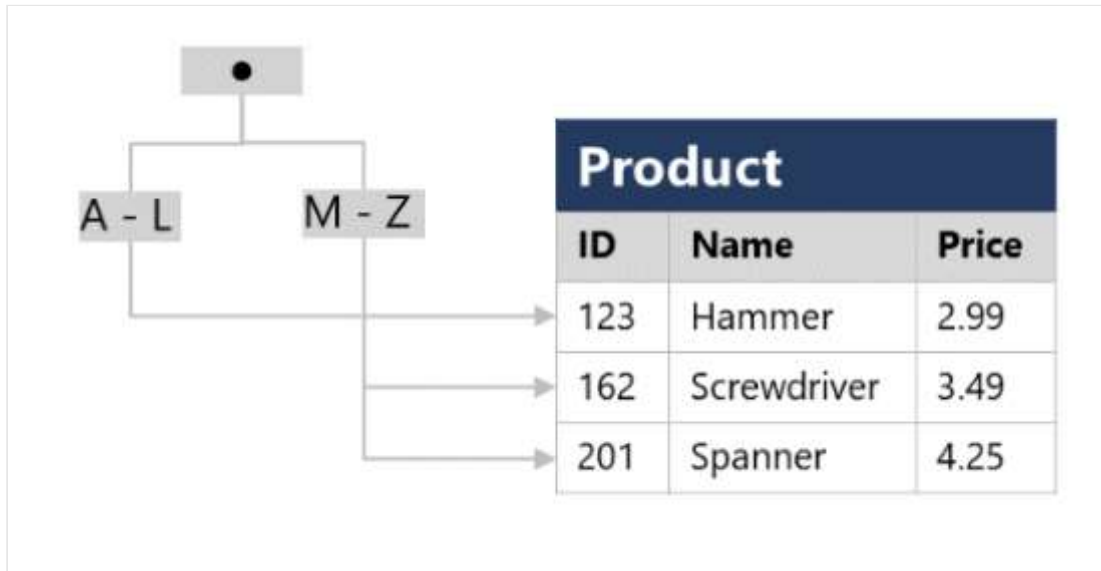 A - L
M - Z
Product
ID Name Price
123 Hammer 2.99
162 Screwdriver 3.49
201 Spanner 4.25